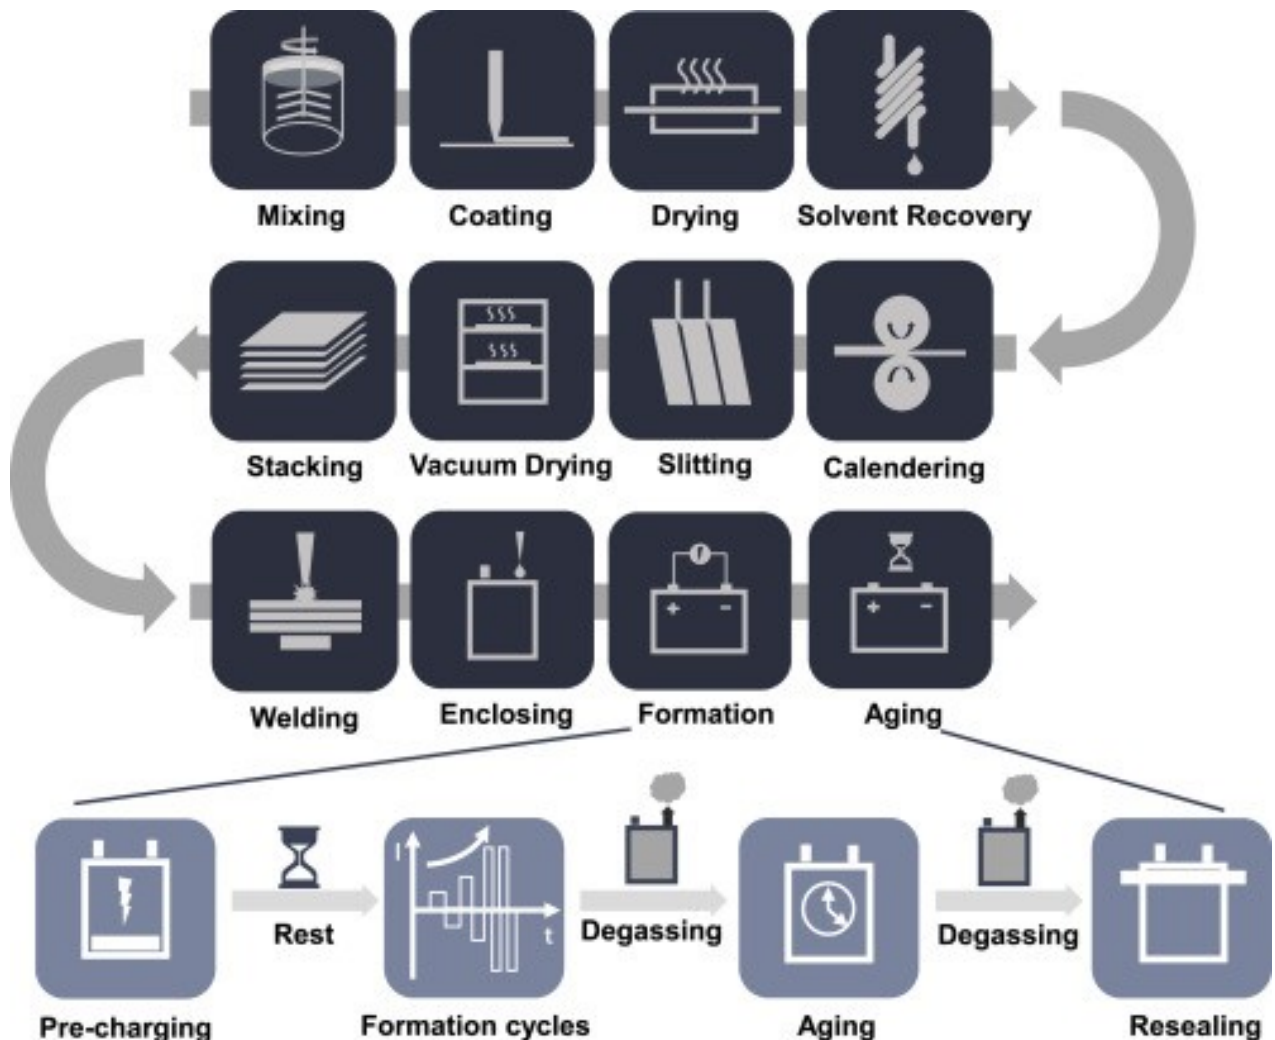 Mixing
Coating
Drying
Solvent Recovery
Stacking
Vacuum Drying
Slitting
Calendering
+ -
+ -
Welding
Enclosing
Formation
Aging
I
t
Rest
Degassing
Degassing
Pre-charging
Formation cycles
Aging
Resealing